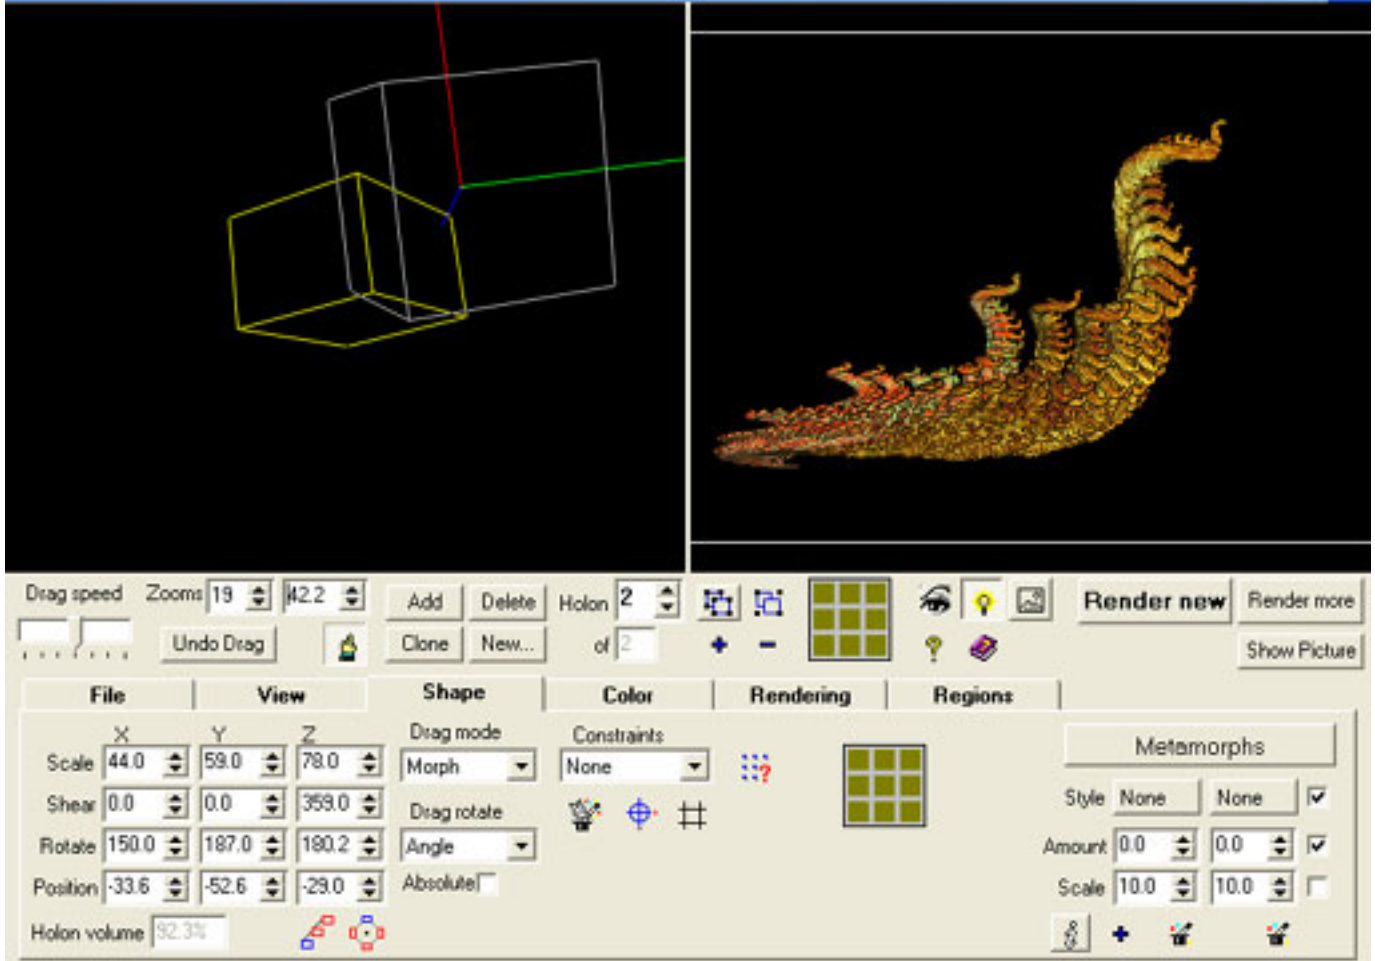 Drag speed Zooms 19 42.2 Add Delete Holon 2 Render new Render more
Undo Drag Clone New... of 2 Show Picture
File View Shape Color Rendering Regions
X Y Z Drag mode Constraints Metamorphs
Scale 44.0 59.0 78.0 Morph None
Shear 0.0 0.0 359.0 Drag rotate Style None None
Rotate 150.0 187.0 180.2 Angle Amount 0.0 0.0
Position -33.6 -52.6 -29.0 Absolute Scale 10.0 10.0
Holon volume 92.3%